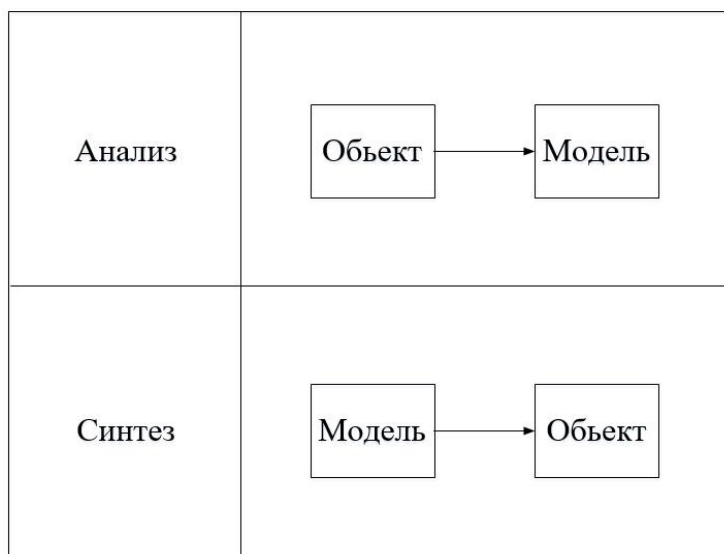 Анализ
Обьект
Модель
Синтез
Модель
Обьект